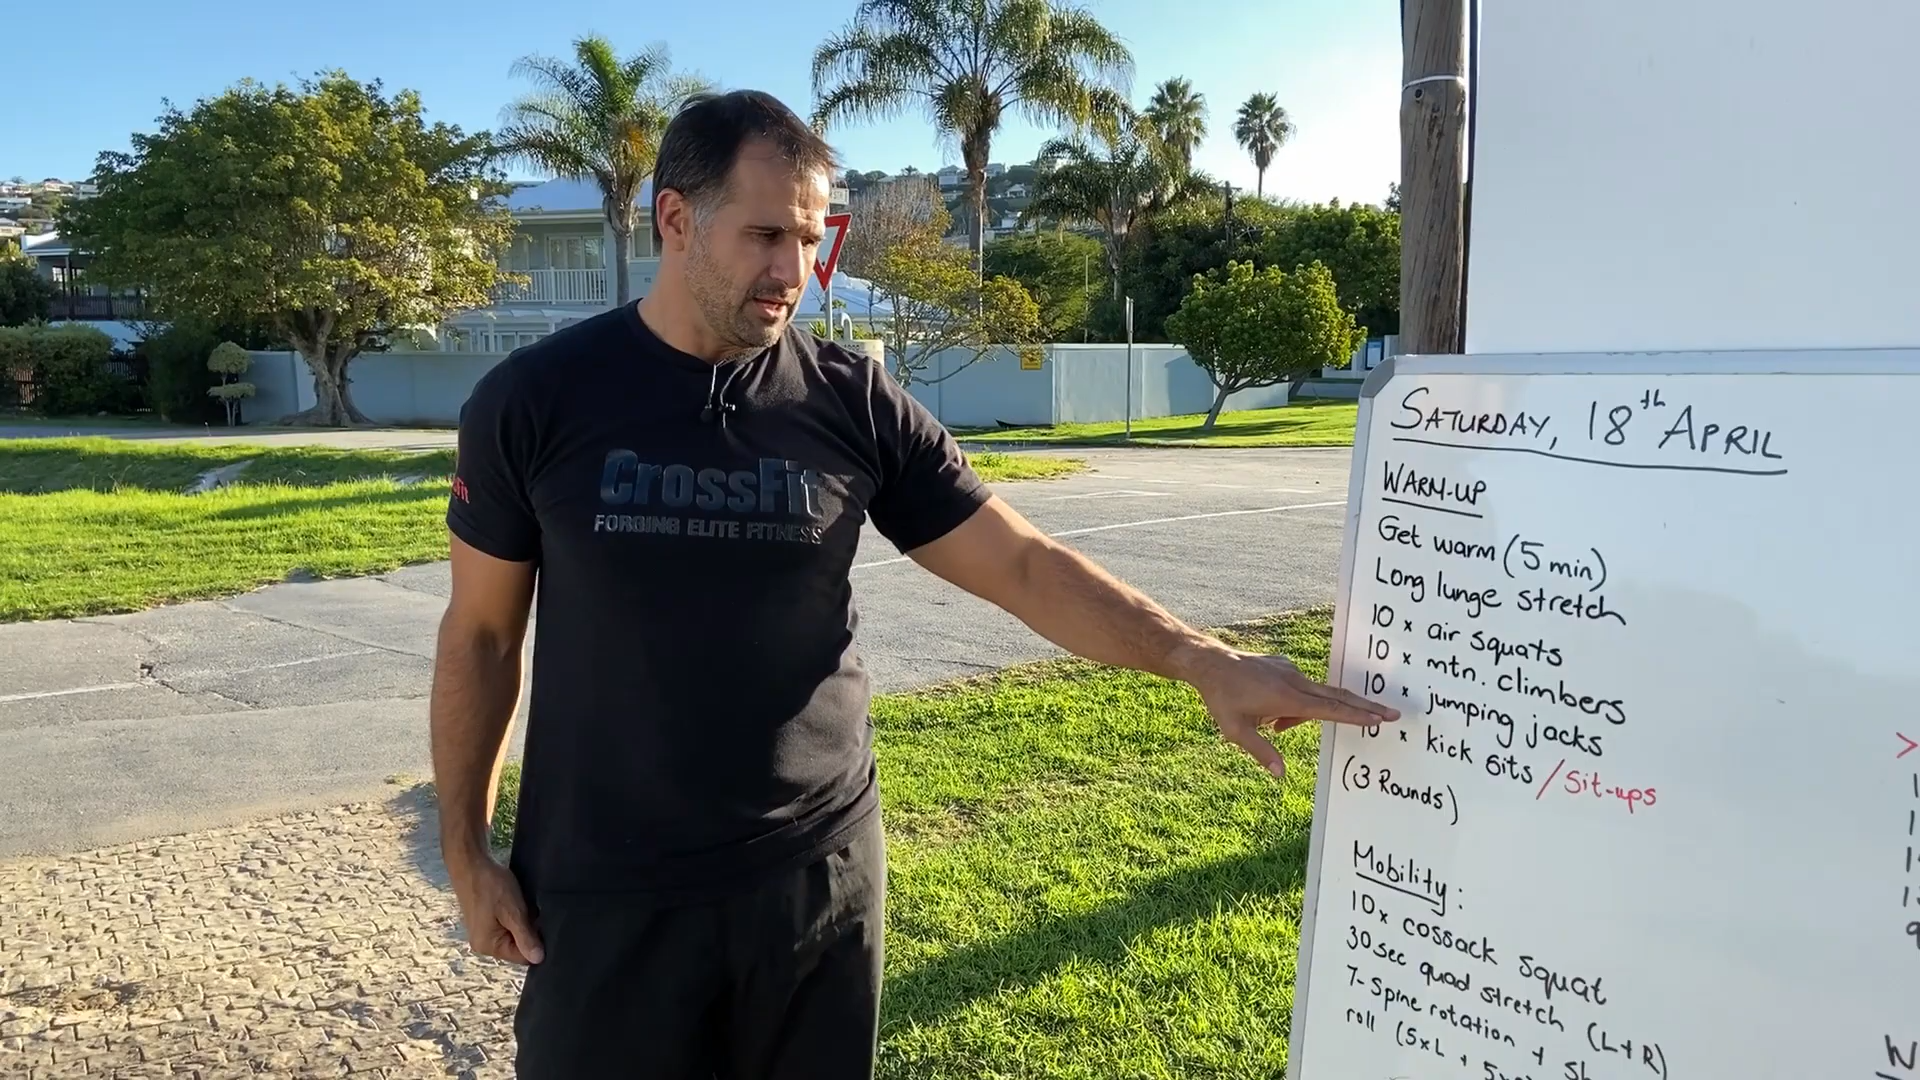 CrossFit
FORGING ELITE FITNESS
SATURDAY, 18th APRIL
WARM-UP
Get warm (5 min)
Long lunge stretch
10 x air squats
10 x mtn. climbers
10 x jumping jacks
10 x kick sits / Sit-ups
(3 Rounds)
Mobility:
10x cossack squat
30sec quad stretch (L+R)
7- Spine rotation +
roll (5xL +